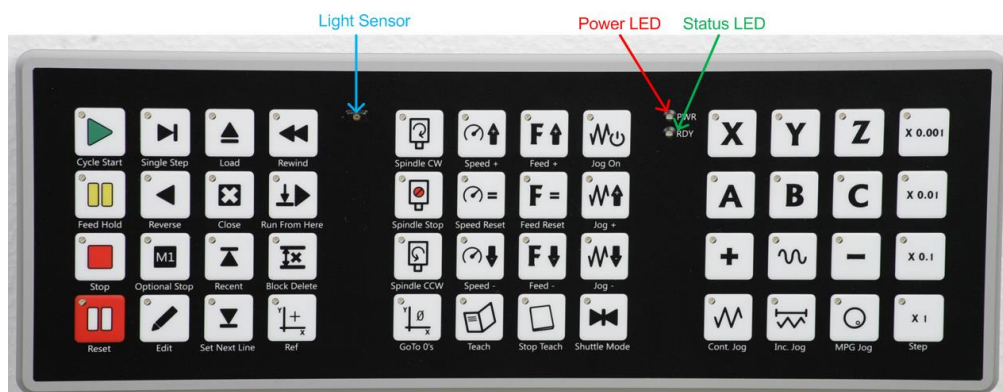 Light Sensor
Power LED Status LED
PWR
RDY
X Y Z X 0.001
Cycle Start Single Step Load Rewind Spindle CW Speed + F Feed + Jog On
A B C X 0.01
Feed Hold Reverse Close Run From Here Spindle Stop = Speed Reset F = Feed Reset Jog +
M1 + - X 0.1
Stop Optional Stop Recent Block Delete Spindle CCW Speed - F Feed - Jog -
Y + X Y Ø X X 1
Reset Edit Set Next Line Ref GoTo 0's Teach Stop Teach Shuttle Mode Cont. Jog Inc. Jog MPG Jog Step